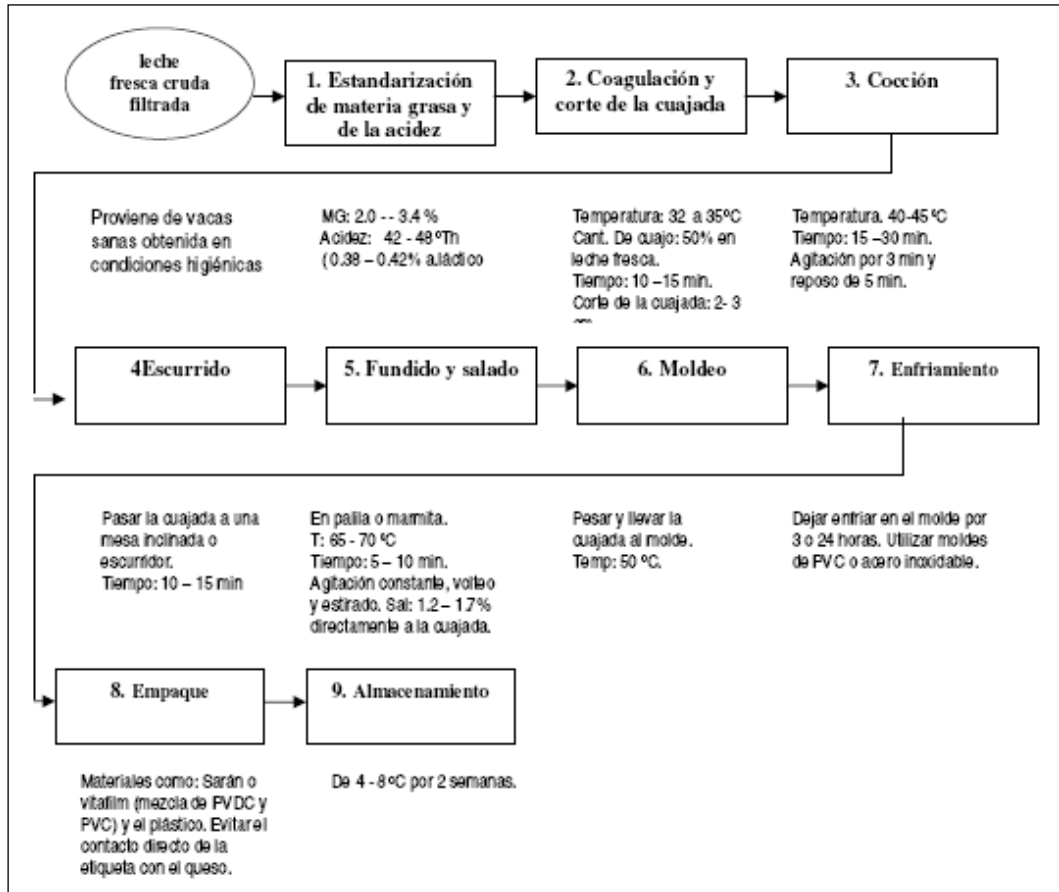 leche
fresca cruda
filtrada
1. Estandarización
de materia grasa y
de la acidez
2. Coagulación y
corte de la cuajada
3. Cocción
Proviene de vacas
sanas obtenida en
condiciones higiénicas
MG: 2.0 - - 3.4 %
Acidez: 42 - 48 ºTh
( 0.38 – 0.42% a.láctico
Temperatura: 32 a 35ºC
Cant. De cuajo: 50% en
leche fresca.
Tiempo: 10 –15 min.
Corte de la cuajada: 2- 3
Temperatura. 40-45 ºC
Tiempo: 15 –30 min.
Agitación por 3 min y
reposo de 5 min.
4Escurrido
5. Fundido y salado
6. Moldeo
7. Enfriamiento
Pasar la cuajada a una
mesa inclinada o
escurridor.
Tiempo: 10 – 15 min
En palila o marmita.
T: 65 - 70 ºC
Tiempo: 5 – 10 min.
Agitación constante, volteo
y estirado. Sal: 1.2 – 1.7%
directamente a la cuajada.
Pesar y llevar la
cuajada al molde.
Temp: 50 ºC.
Dejar enfriar en el molde por
3 o 24 horas. Utilizar moldes
de PVC o acero inoxidable.
8. Empaque
9. Almacenamiento
Materiales como: Sarán o
vitafilm (mezcla de PVDC y
PVC) y el plástico. Evitar el
contacto directo de la
etiqueta con el queso.
De 4 - 8 ºC por 2 semanas.